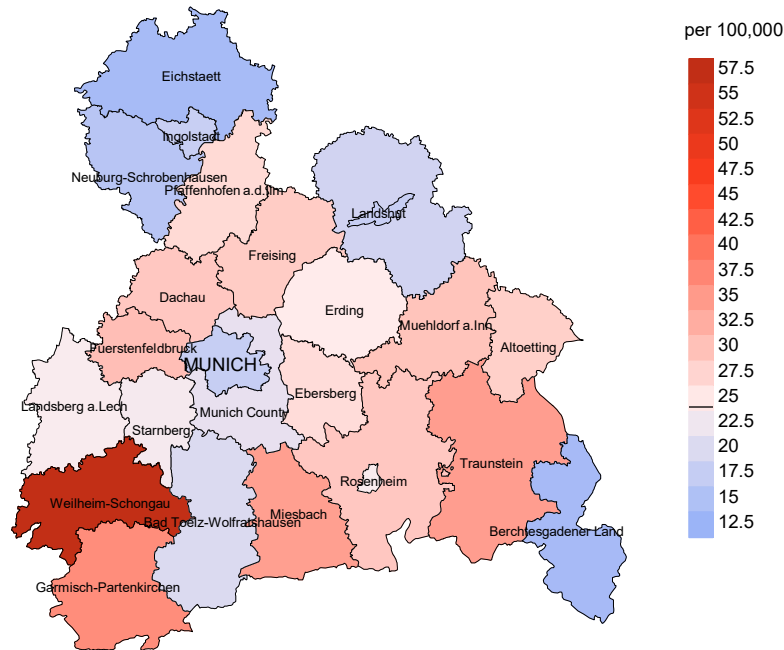 per 100,000
57.5
Eichstaett
55
52.5
50
Ingolstadt
47.5
Neuburg-Schrobenhausen
45
Pfaffenhofen a.d.Ilm
42.5
Landshut
40
Freising
37.5
Dachau
35
Erding
32.5
Muehldorf a.Inn
30
Fuerstenfeldbruck
Altoetting
27.5
MUNICH
25
Ebersberg
Landsberg a.Lech
Munich County
22.5
Starnberg
20
Traunstein
17.5
Rosenheim
Weilheim-Schongau
15
Miesbach
Bad Toelz-Wolfratshausen
12.5
Berchtesgadener Land
Garmisch-Partenkirchen